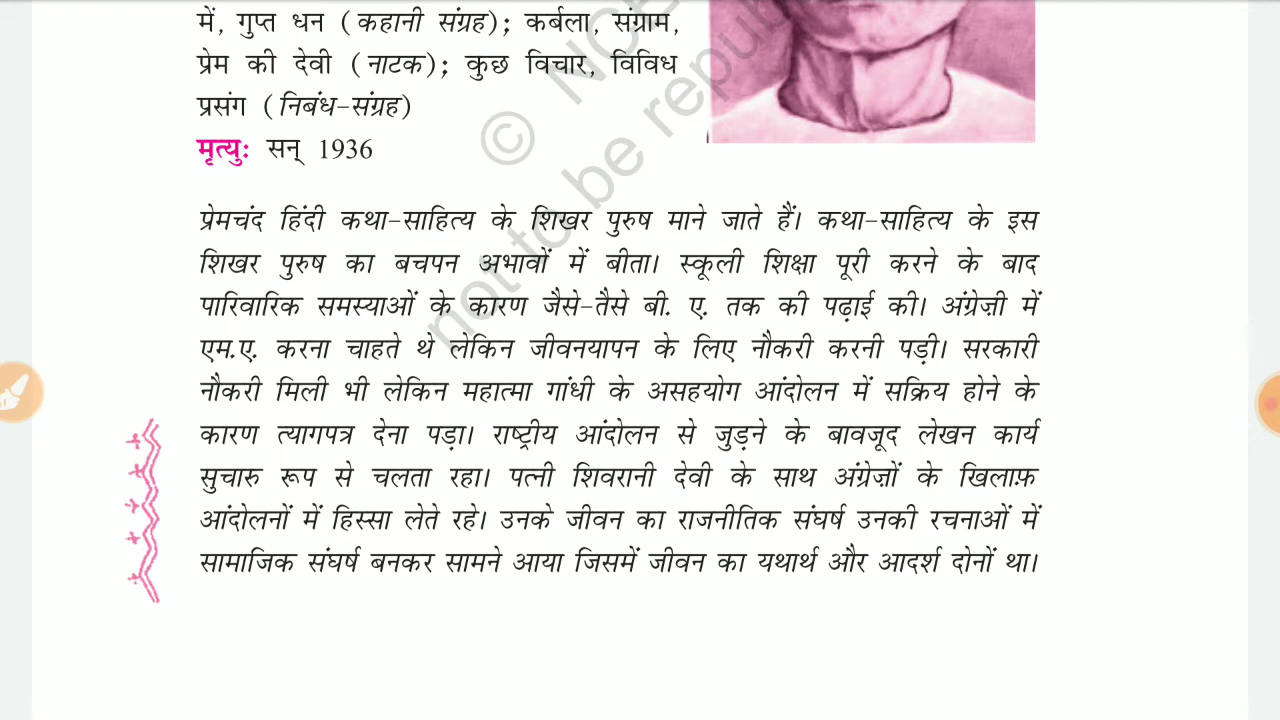 में, गुप्त धन (कहानी संग्रह); कर्बला, संग्राम,
प्रेम की देवी (नाटक); कुछ विचार, विविध
प्रसंग (निबंध-संग्रह)
मृत्युः सन् 1936
प्रेमचंद हिंदी कथा-साहित्य के शिखर पुरुष माने जाते हैं। कथा-साहित्य के इस
शिखर पुरुष का बचपन अभावों में बीता। स्कूली शिक्षा पूरी करने के बाद
पारिवारिक समस्याओं के कारण जैसे-तैसे बी. ए. तक की पढ़ाई की। अंग्रेज़ी में
एम.ए. करना चाहते थे लेकिन जीवनयापन के लिए नौकरी करनी पड़ी। सरकारी
नौकरी मिली भी लेकिन महात्मा गांधी के असहयोग आंदोलन में सक्रिय होने के
कारण त्यागपत्र देना पड़ा। राष्ट्रीय आंदोलन से जुड़ने के बावजूद लेखन कार्य
सुचारु रूप से चलता रहा। पत्नी शिवरानी देवी के साथ अंग्रेज़ों के खिलाफ़
आंदोलनों में हिस्सा लेते रहे। उनके जीवन का राजनीतिक संघर्ष उनकी रचनाओं में
सामाजिक संघर्ष बनकर सामने आया जिसमें जीवन का यथार्थ और आदर्श दोनों था।
©
not to be